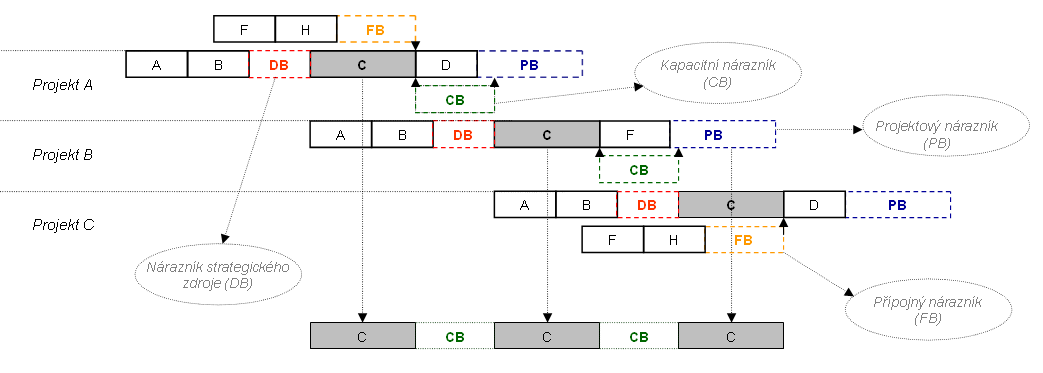 F H FB
A B DB C D PB
Projekt A
Kapacitní nárazník
(CB)
CB
A B DB C F PB
Projektový nárazník
(PB)
Projekt B
CB
A B DB C D PB
Projekt C
F H FB
Nárazník strategického
zdroje (DB)
Přípojný nárazník
(FB)
C CB C CB C